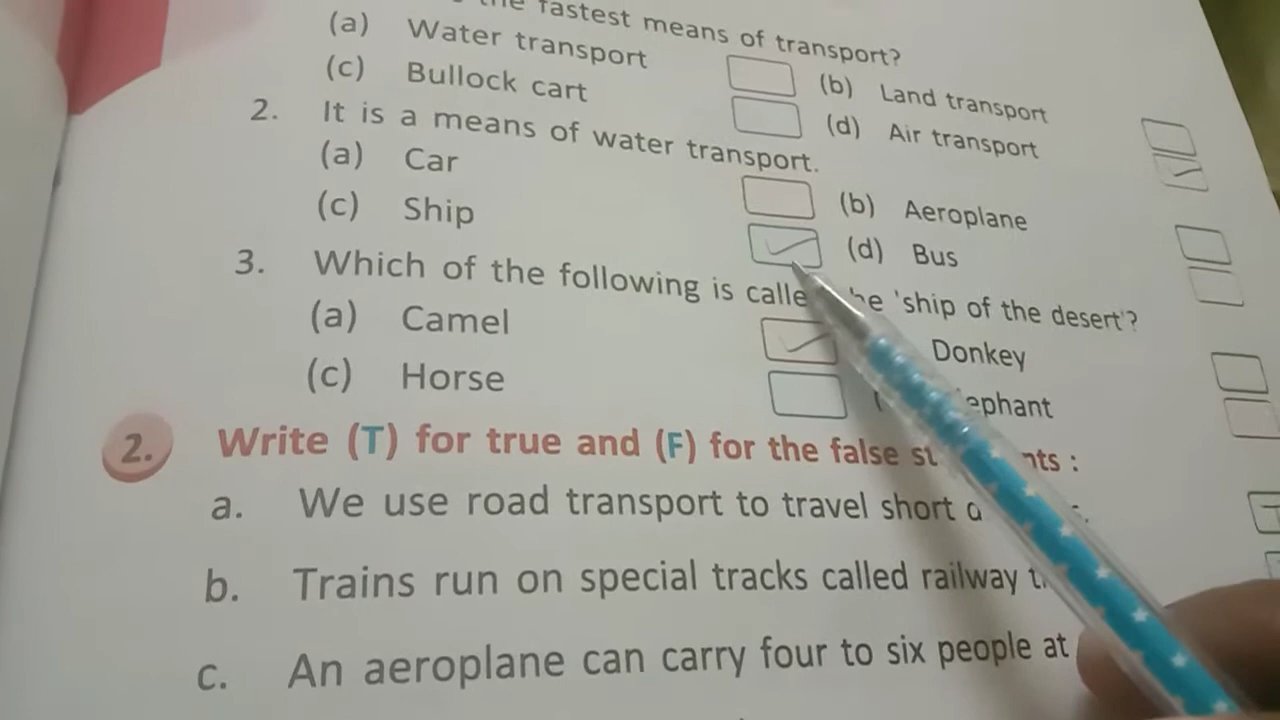 the fastest means of transport?
(a) Water transport (b) Land transport
(c) Bullock cart (d) Air transport
2. It is a means of water transport.
(a) Car (b) Aeroplane
(c) Ship (d) Bus
3. Which of the following is 'ship of the desert'?
(a) Camel Donkey
(c) Horse
2. Write (T) for true and (F) for the false
a. We use road transport to travel short
b. Trains run on special tracks called railway
c. An aeroplane can carry four to six people at